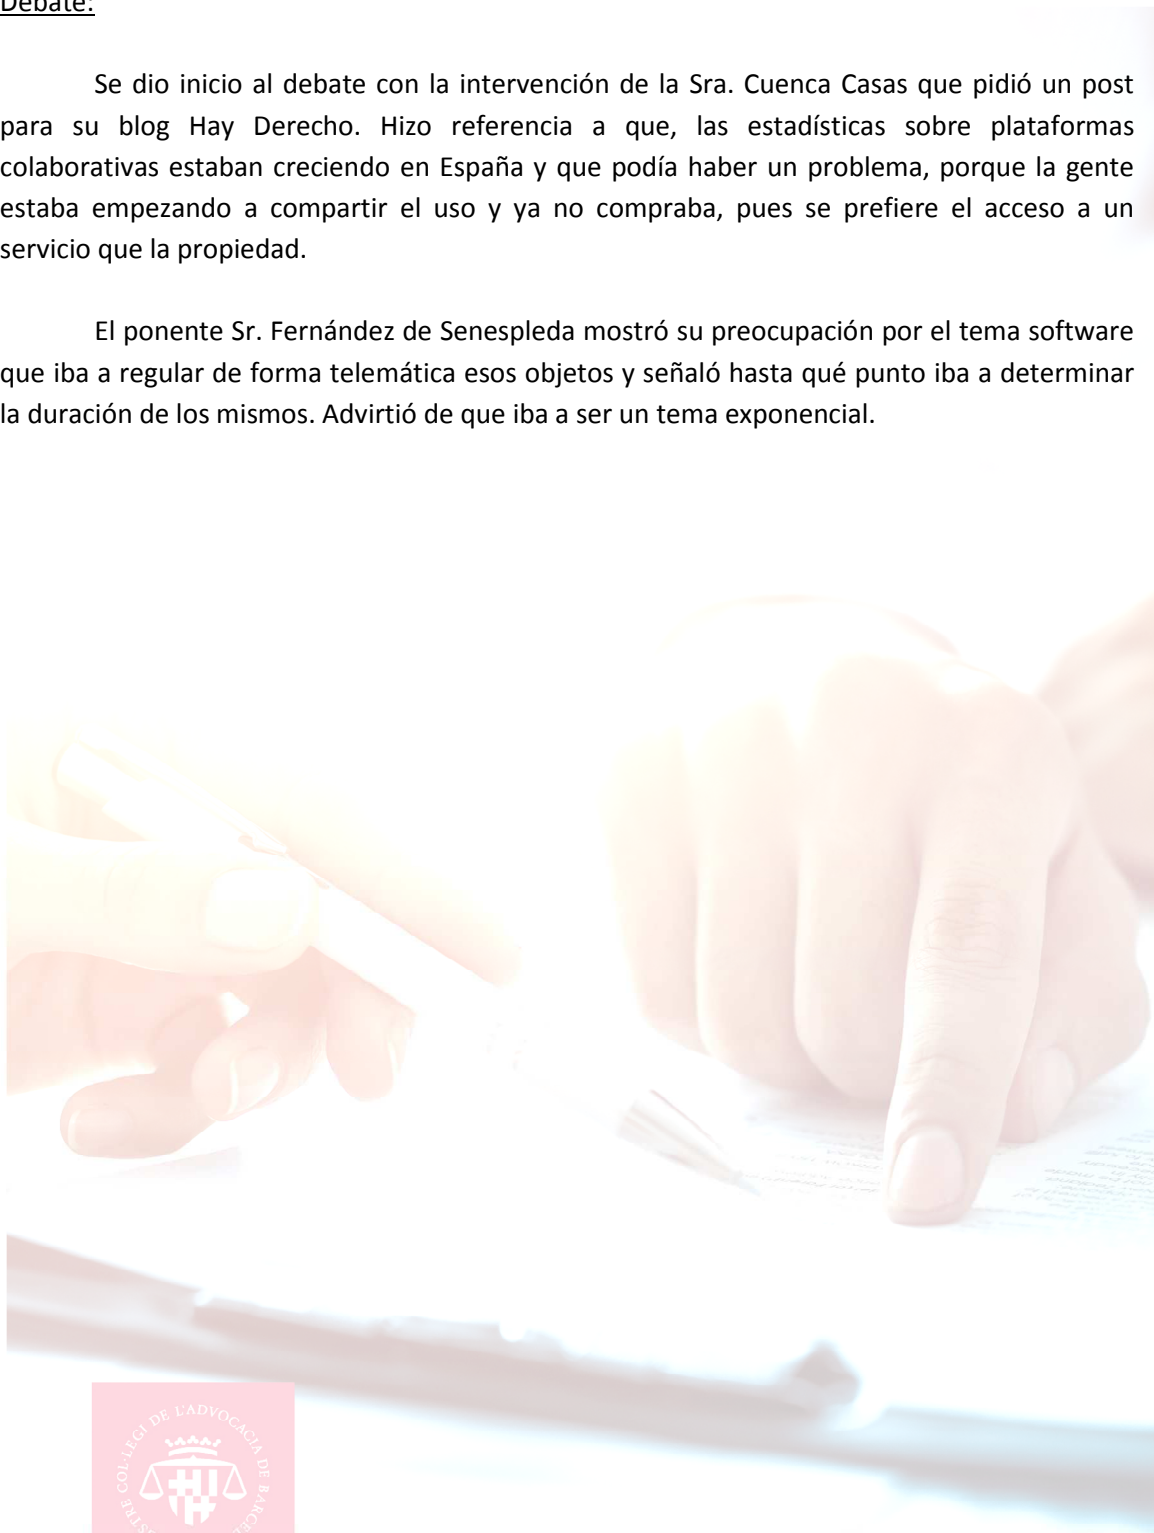 Debate:
Se dio inicio al debate con la intervención de la Sra. Cuenca Casas que pidió un post
para su blog Hay Derecho. Hizo referencia a que, las estadísticas sobre plataformas
colaborativas estaban creciendo en España y que podía haber un problema, porque la gente
estaba empezando a compartir el uso y ya no compraba, pues se prefiere el acceso a un
servicio que la propiedad.
El ponente Sr. Fernández de Senespleda mostró su preocupación por el tema software
que iba a regular de forma telemática esos objetos y señaló hasta qué punto iba a determinar
la duración de los mismos. Advirtió de que iba a ser un tema exponencial.
COL·LEGI DE L'ADVOCACIA DE